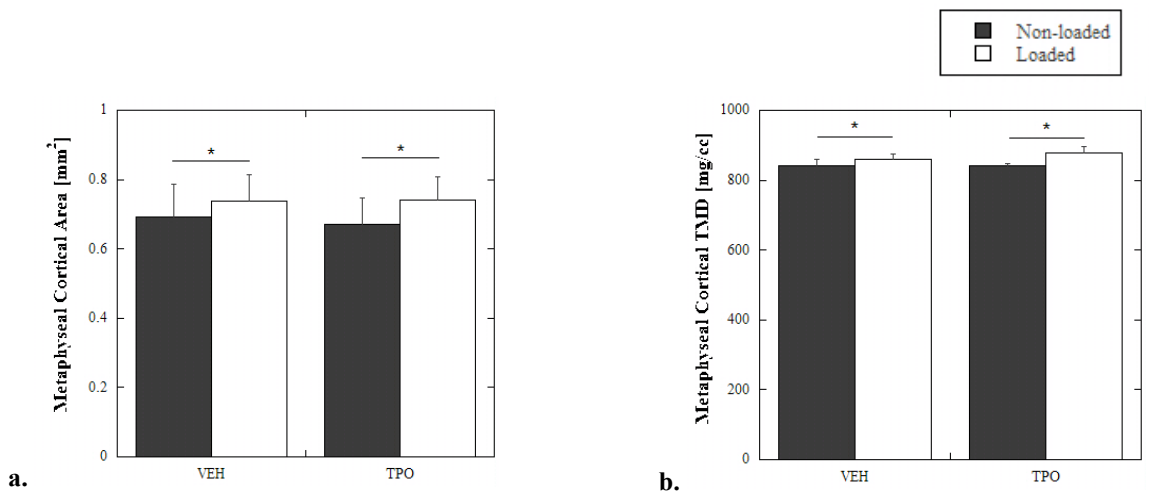 Non-loaded
Loaded
Metaphyseal Cortical Area [mm²]
1
0.8
0.6
0.4
0.2
0
*
*
VEH
TPO
a.
Metaphyseal Cortical TMD [mg/cc]
1000
800
600
400
200
0
*
*
VEH
TPO
b.